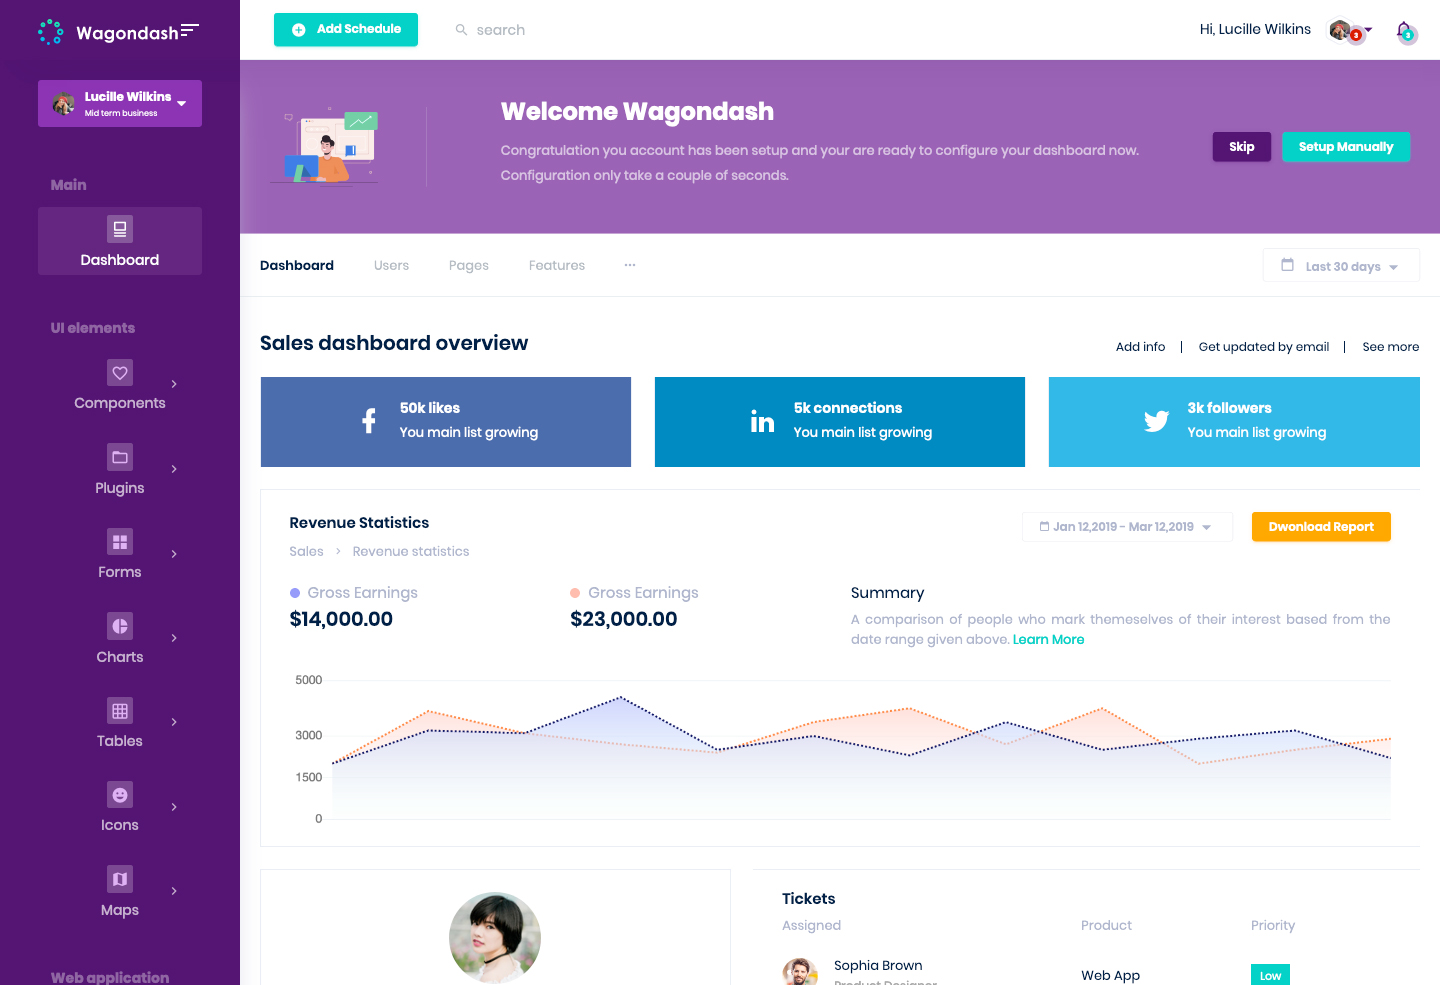 Wagondash
Add Schedule
search
Hi, Lucille Wilkins
3
3
Lucille Wilkins
Mid term business
Welcome Wagondash
Congratulation you account has been setup and your are ready to configure your dashboard now.
Configuration only take a couple of seconds.
Skip
Setup Manually
Main
Dashboard
UI elements
Components
Plugins
Forms
Charts
Tables
Icons
Maps
Web application
Dashboard
Users
Pages
Features
...
Last 30 days
Sales dashboard overview
Add info | Get updated by email | See more
50k likes
You main list growing
5k connections
You main list growing
3k followers
You main list growing
Revenue Statistics
Sales > Revenue statistics
Jan 12,2019 - Mar 12,2019
Dwonload Report
Gross Earnings
$14,000.00
Gross Earnings
$23,000.00
Summary
A comparison of people who mark themeselves of their interest based from the
date range given above. Learn More
5000
3000
1500
0
Tickets
Assigned
Product
Priority
Sophia Brown
Product Designer
Web App
Low